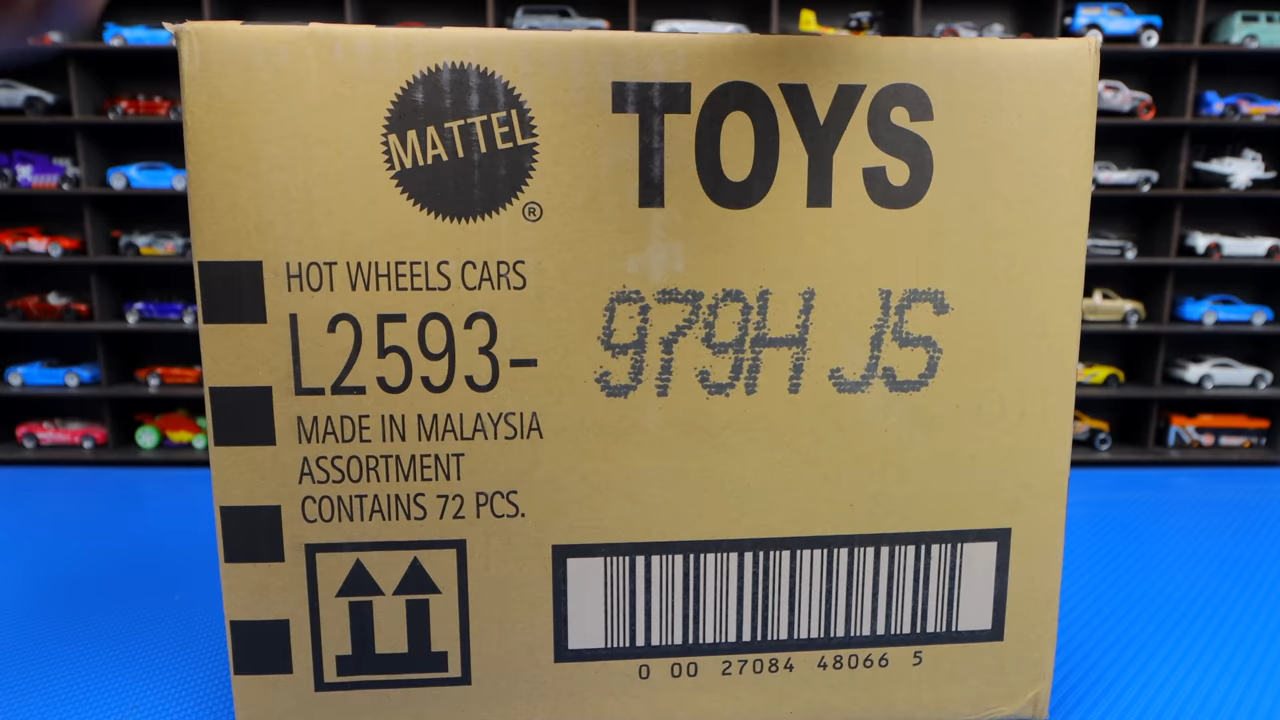 MATTEL
®
TOYS
HOT WHEELS CARS
L2593-
979H JS
MADE IN MALAYSIA
ASSORTMENT
CONTAINS 72 PCS.
0 00 27084 48066 5